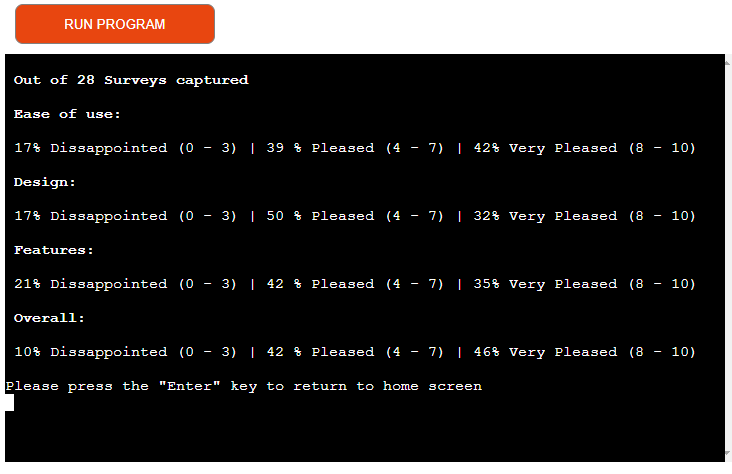 RUN PROGRAM
Out of 28 Surveys captured
Ease of use:
17% Dissappointed (0 - 3) | 39 % Pleased (4 - 7) | 42% Very Pleased (8 - 10)
Design:
17% Dissappointed (0 - 3) | 50 % Pleased (4 - 7) | 32% Very Pleased (8 - 10)
Features:
21% Dissappointed (0 - 3) | 42 % Pleased (4 - 7) | 35% Very Pleased (8 - 10)
Overall:
10% Dissappointed (0 - 3) | 42 % Pleased (4 - 7) | 46% Very Pleased (8 - 10)
Please press the "Enter" key to return to home screen